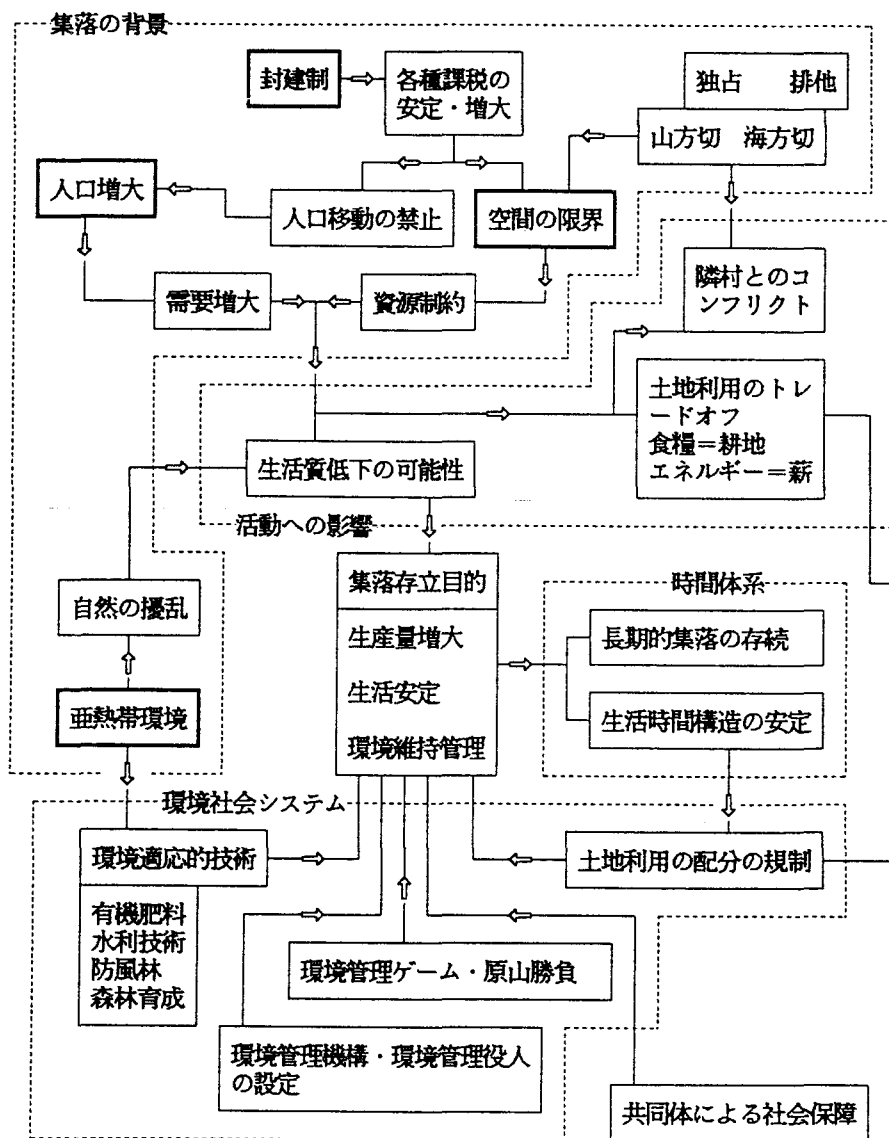 集落の背景
封建制
各種課税の
安定・増大
独占　排他
山方切　海方切
人口増大
人口移動の禁止
空間の限界
需要増大
資源制約
隣村とのコ
ンフリクト
土地利用のトレ
ードオフ
食糧＝耕地
エネルギー＝薪
生活質低下の可能性
活動への影響
自然の擾乱
亜熱帯環境
集落存立目的
生産量増大
生活安定
環境維持管理
時間体系
長期的集落の存続
生活時間構造の安定
環境社会システム
環境適応的技術
有機肥料
水利技術
防風林
森林育成
土地利用の配分の規制
環境管理ゲーム・原山勝負
環境管理機構・環境管理役人
の設定
共同体による社会保障